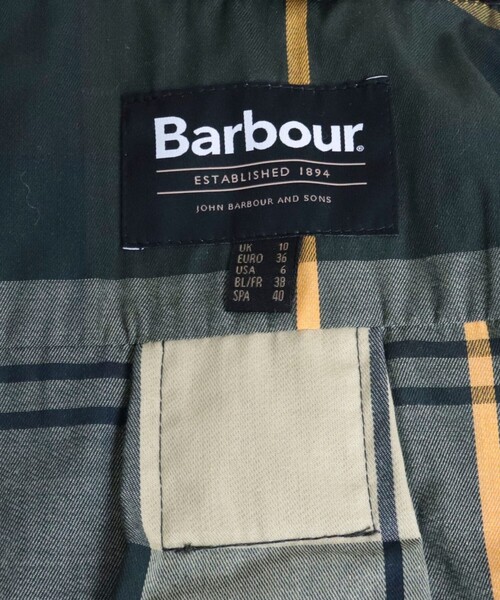 Barbour®
ESTABLISHED 1894
JOHN BARBOUR AND SONS
UK 10
EURO 36
USA 6
BL/FR 38
SPA 40